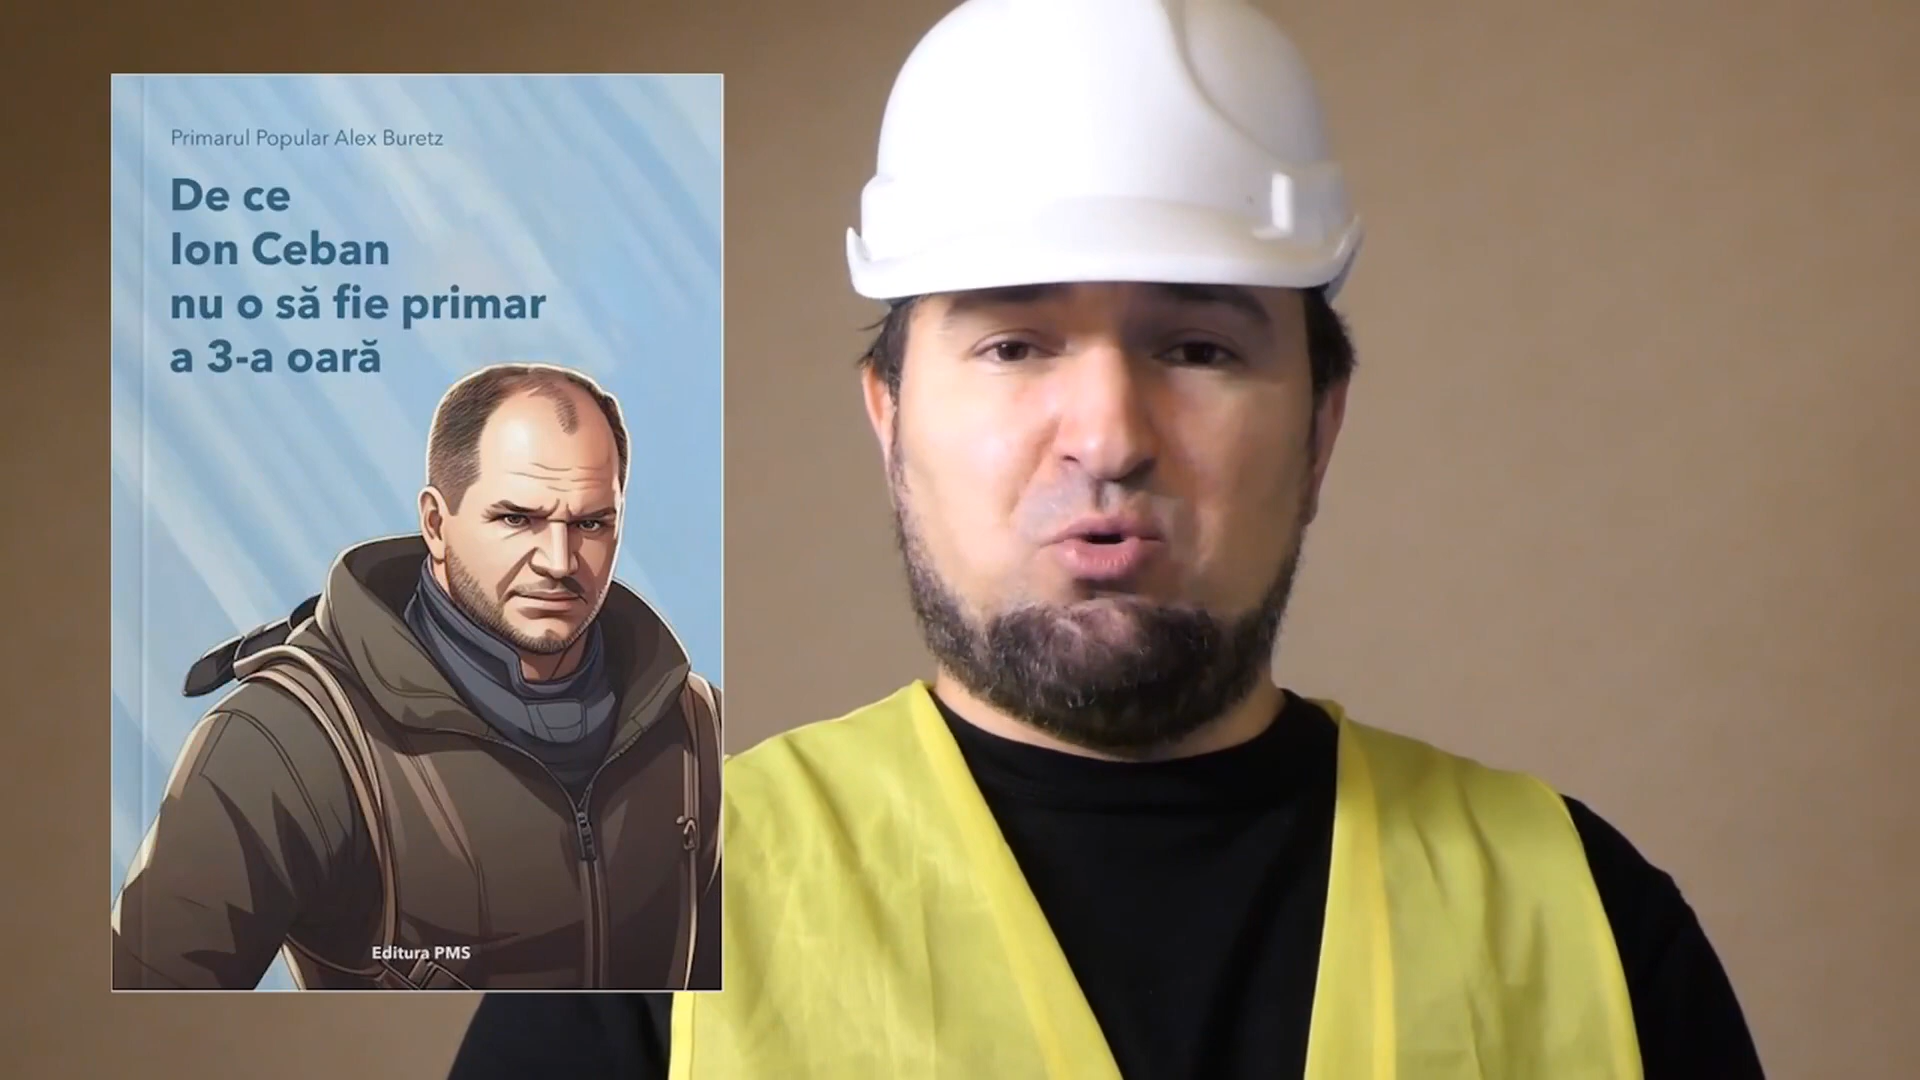 Primarul Popular Alex Buretz
De ce
Ion Ceban
nu o să fie primar
a 3-a oară
Editura PMS